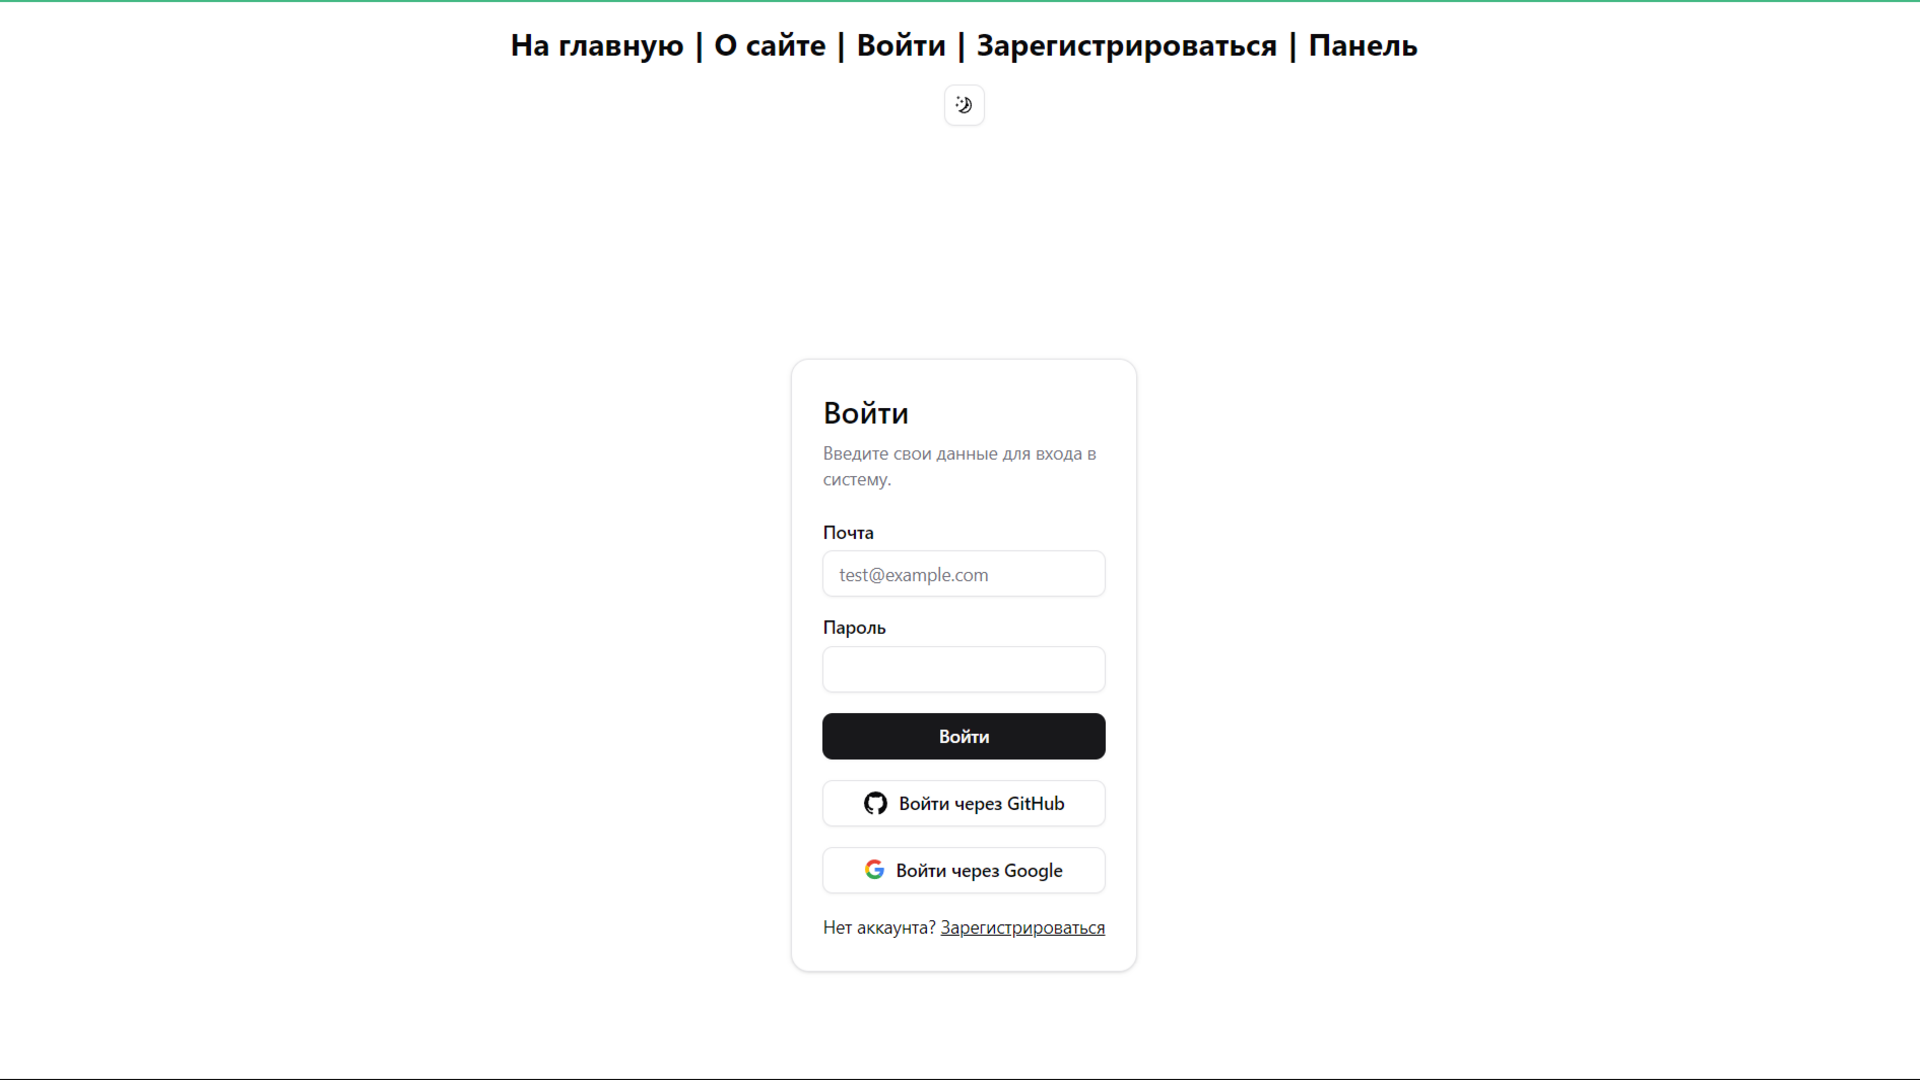 На главную | О сайте | Войти | Зарегистрироваться | Панель
Войти
Введите свои данные для входа в
систему.
Почта
test@example.com
Пароль
Войти
Войти через GitHub
Войти через Google
Нет аккаунта? Зарегистрироваться